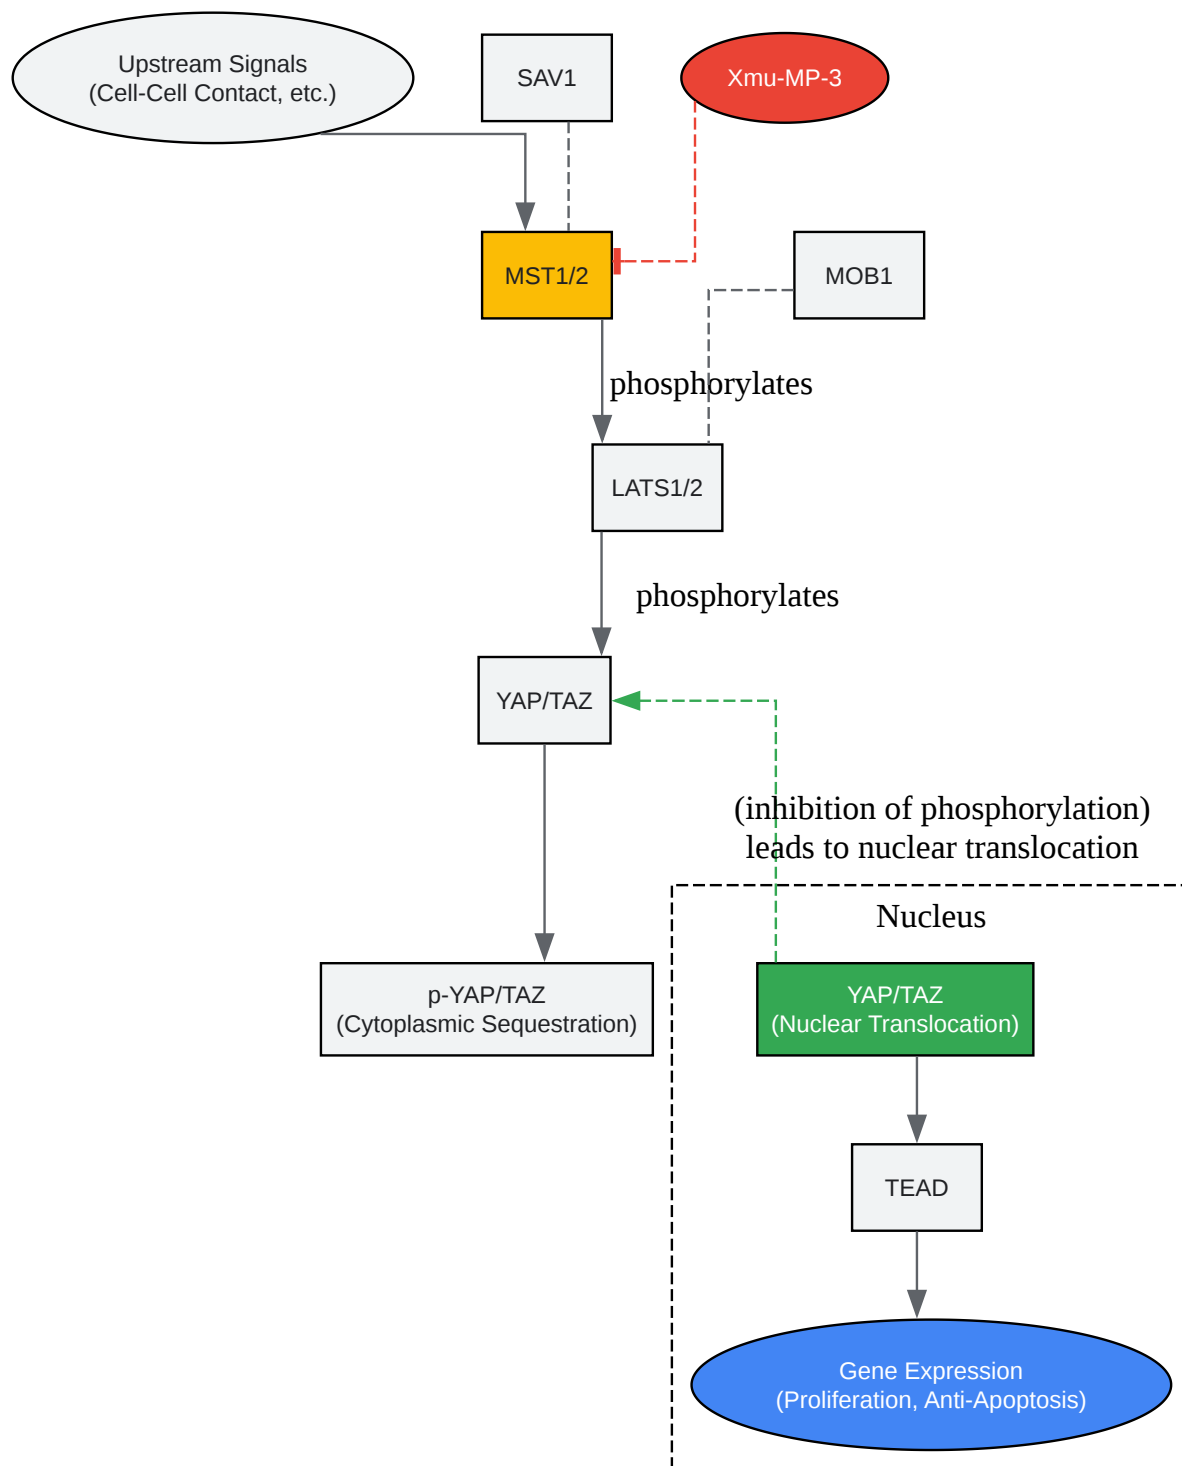 Upstream Signals
(Cell-Cell Contact, etc.)
SAV1
Xmu-MP-3
MST1/2
MOB1
phosphorylates
LATS1/2
phosphorylates
YAP/TAZ
(inhibition of phosphorylation)
leads to nuclear translocation
Nucleus
p-YAP/TAZ
(Cytoplasmic Sequestration)
YAP/TAZ
(Nuclear Translocation)
TEAD
Gene Expression
(Proliferation, Anti-Apoptosis)